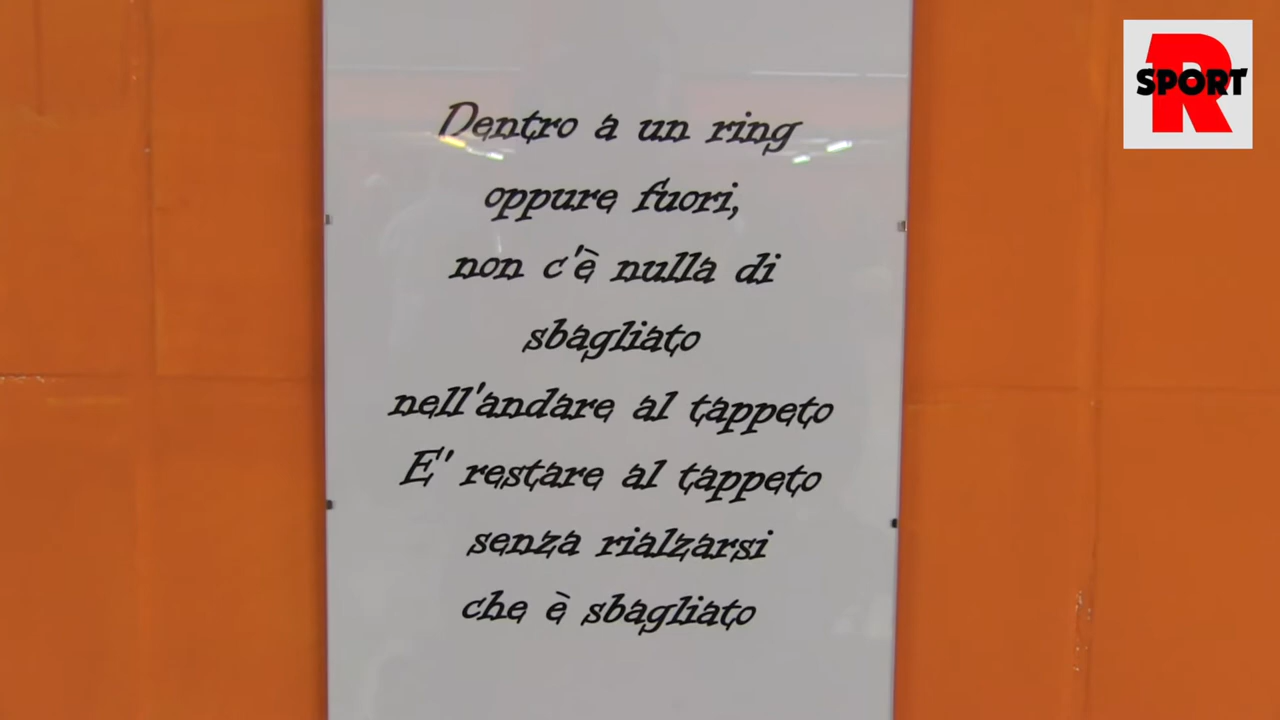 Dentro a un ring
oppure fuori,
non c'è nulla di
sbagliato
nell'andare al tappeto
E' restare al tappeto
senza rialzarsi
che è sbagliato
R
SPORT